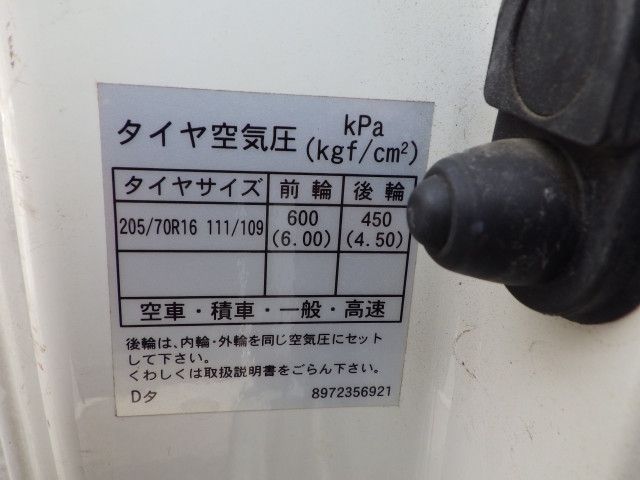 タイヤ空気圧 kPa (kgf/cm²)
タイヤサイズ 前輪 後輪
205/70R16 111/109 600 (6.00) 450 (4.50)
空車・積車・一般・高速
後輪は、内輪・外輪を同じ空気圧にセット
して下さい。
くわしくは取扱説明書をごらん下さい。
Dタ 8972356921